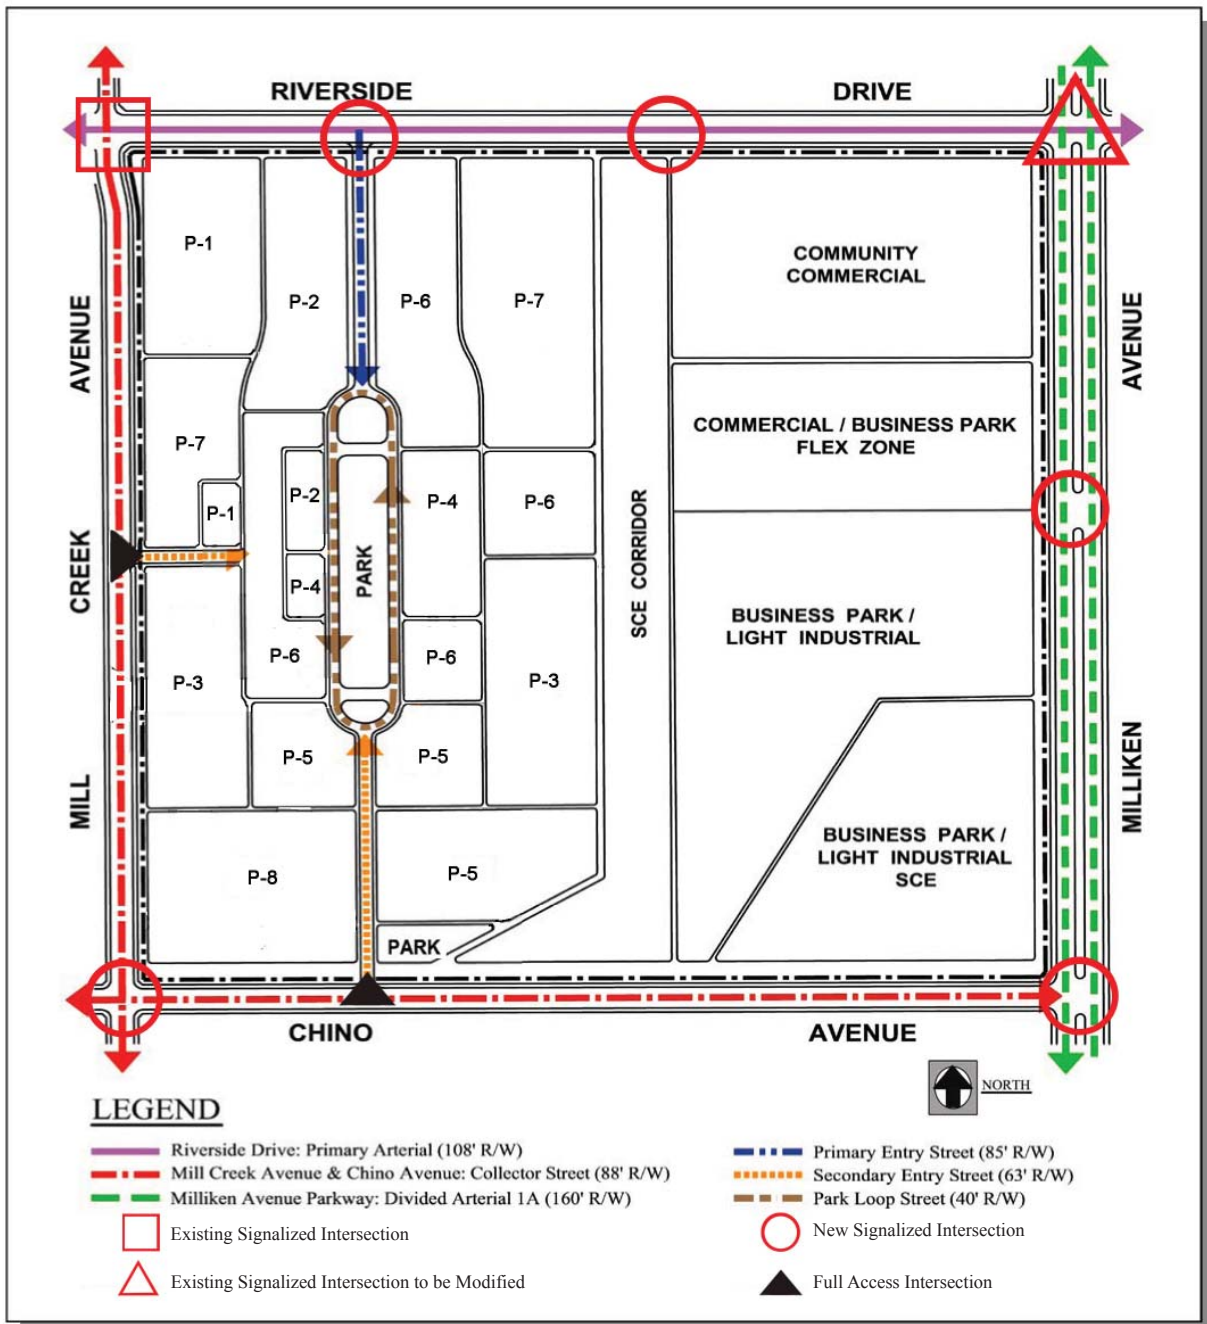 RIVERSIDE DRIVE
P-1
COMMUNITY
COMMERCIAL
P-2
P-6
P-7
AVENUE
AVENUE
COMMERCIAL / BUSINESS PARK
FLEX ZONE
P-7
P-2
P-4
P-6
P-1
SCE CORRIDOR
CREEK
PARK
P-4
BUSINESS PARK /
LIGHT INDUSTRIAL
P-6
P-6
P-3
P-3
P-5
P-5
MILL
MILLIKEN
BUSINESS PARK /
LIGHT INDUSTRIAL
SCE
P-8
P-5
PARK
CHINO AVENUE
NORTH
LEGEND
Riverside Drive: Primary Arterial (108' R/W)
Mill Creek Avenue & Chino Avenue: Collector Street (88' R/W)
Milliken Avenue Parkway: Divided Arterial 1A (160' R/W)
Existing Signalized Intersection
Existing Signalized Intersection to be Modified
Primary Entry Street (85' R/W)
Secondary Entry Street (63' R/W)
Park Loop Street (40' R/W)
New Signalized Intersection
Full Access Intersection